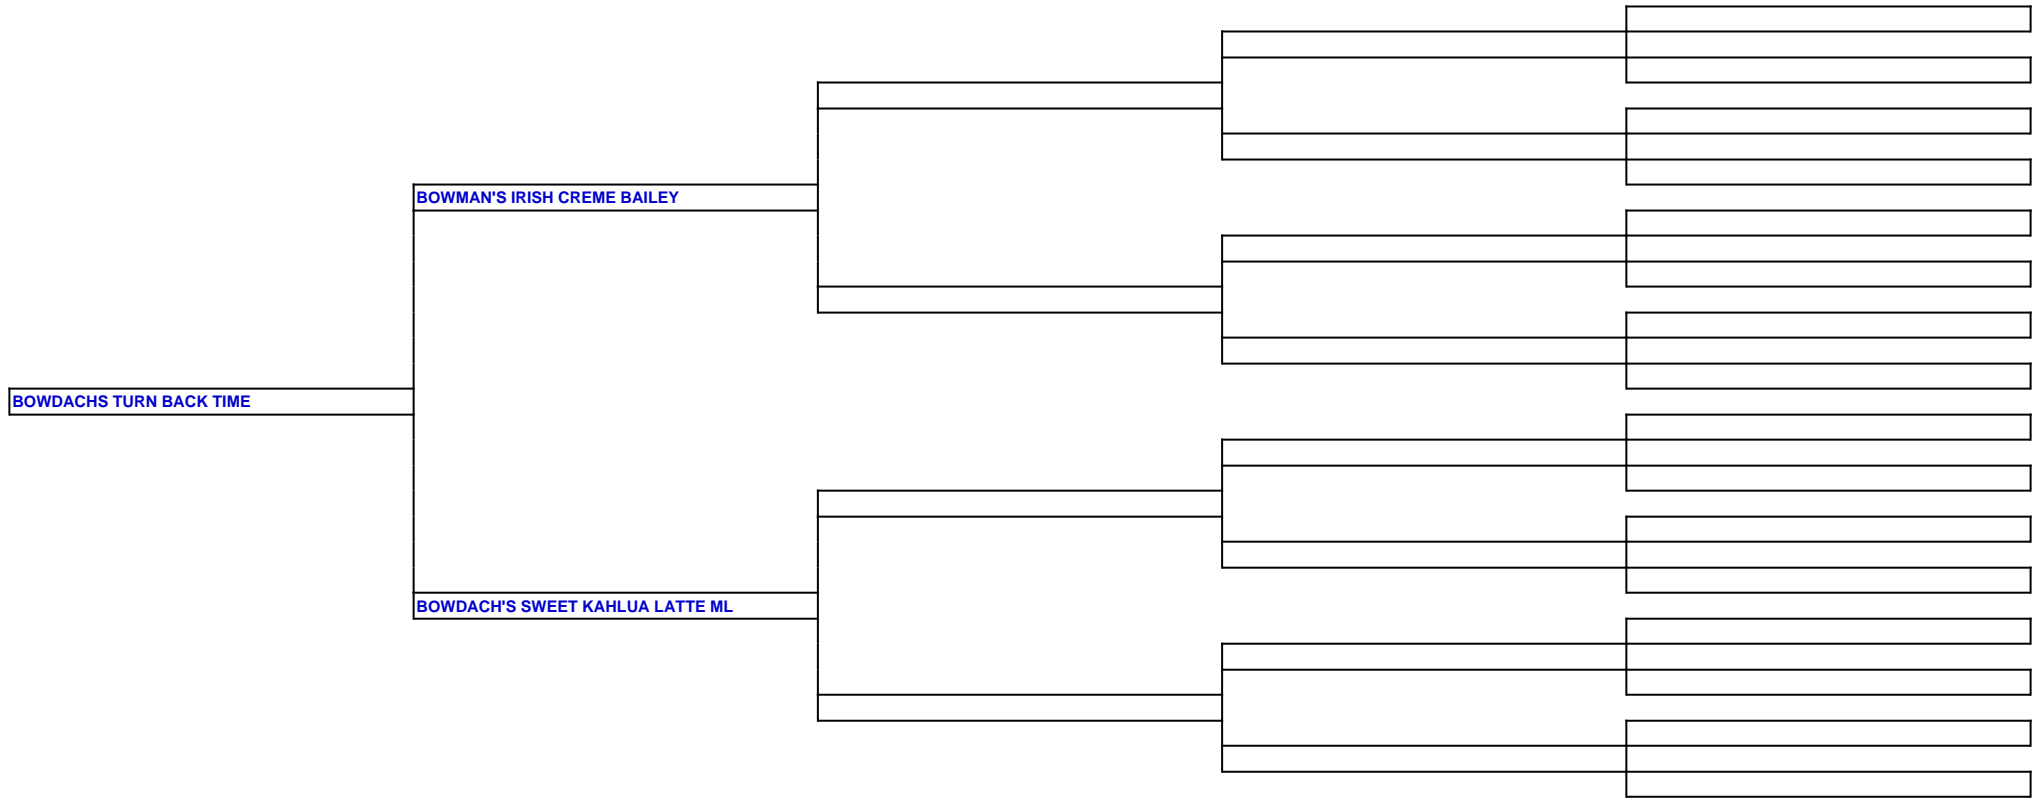 BOWMAN'S IRISH CREME BAILEY
BOWDACHS TURN BACK TIME
BOWDACH'S SWEET KAHLUA LATTE ML